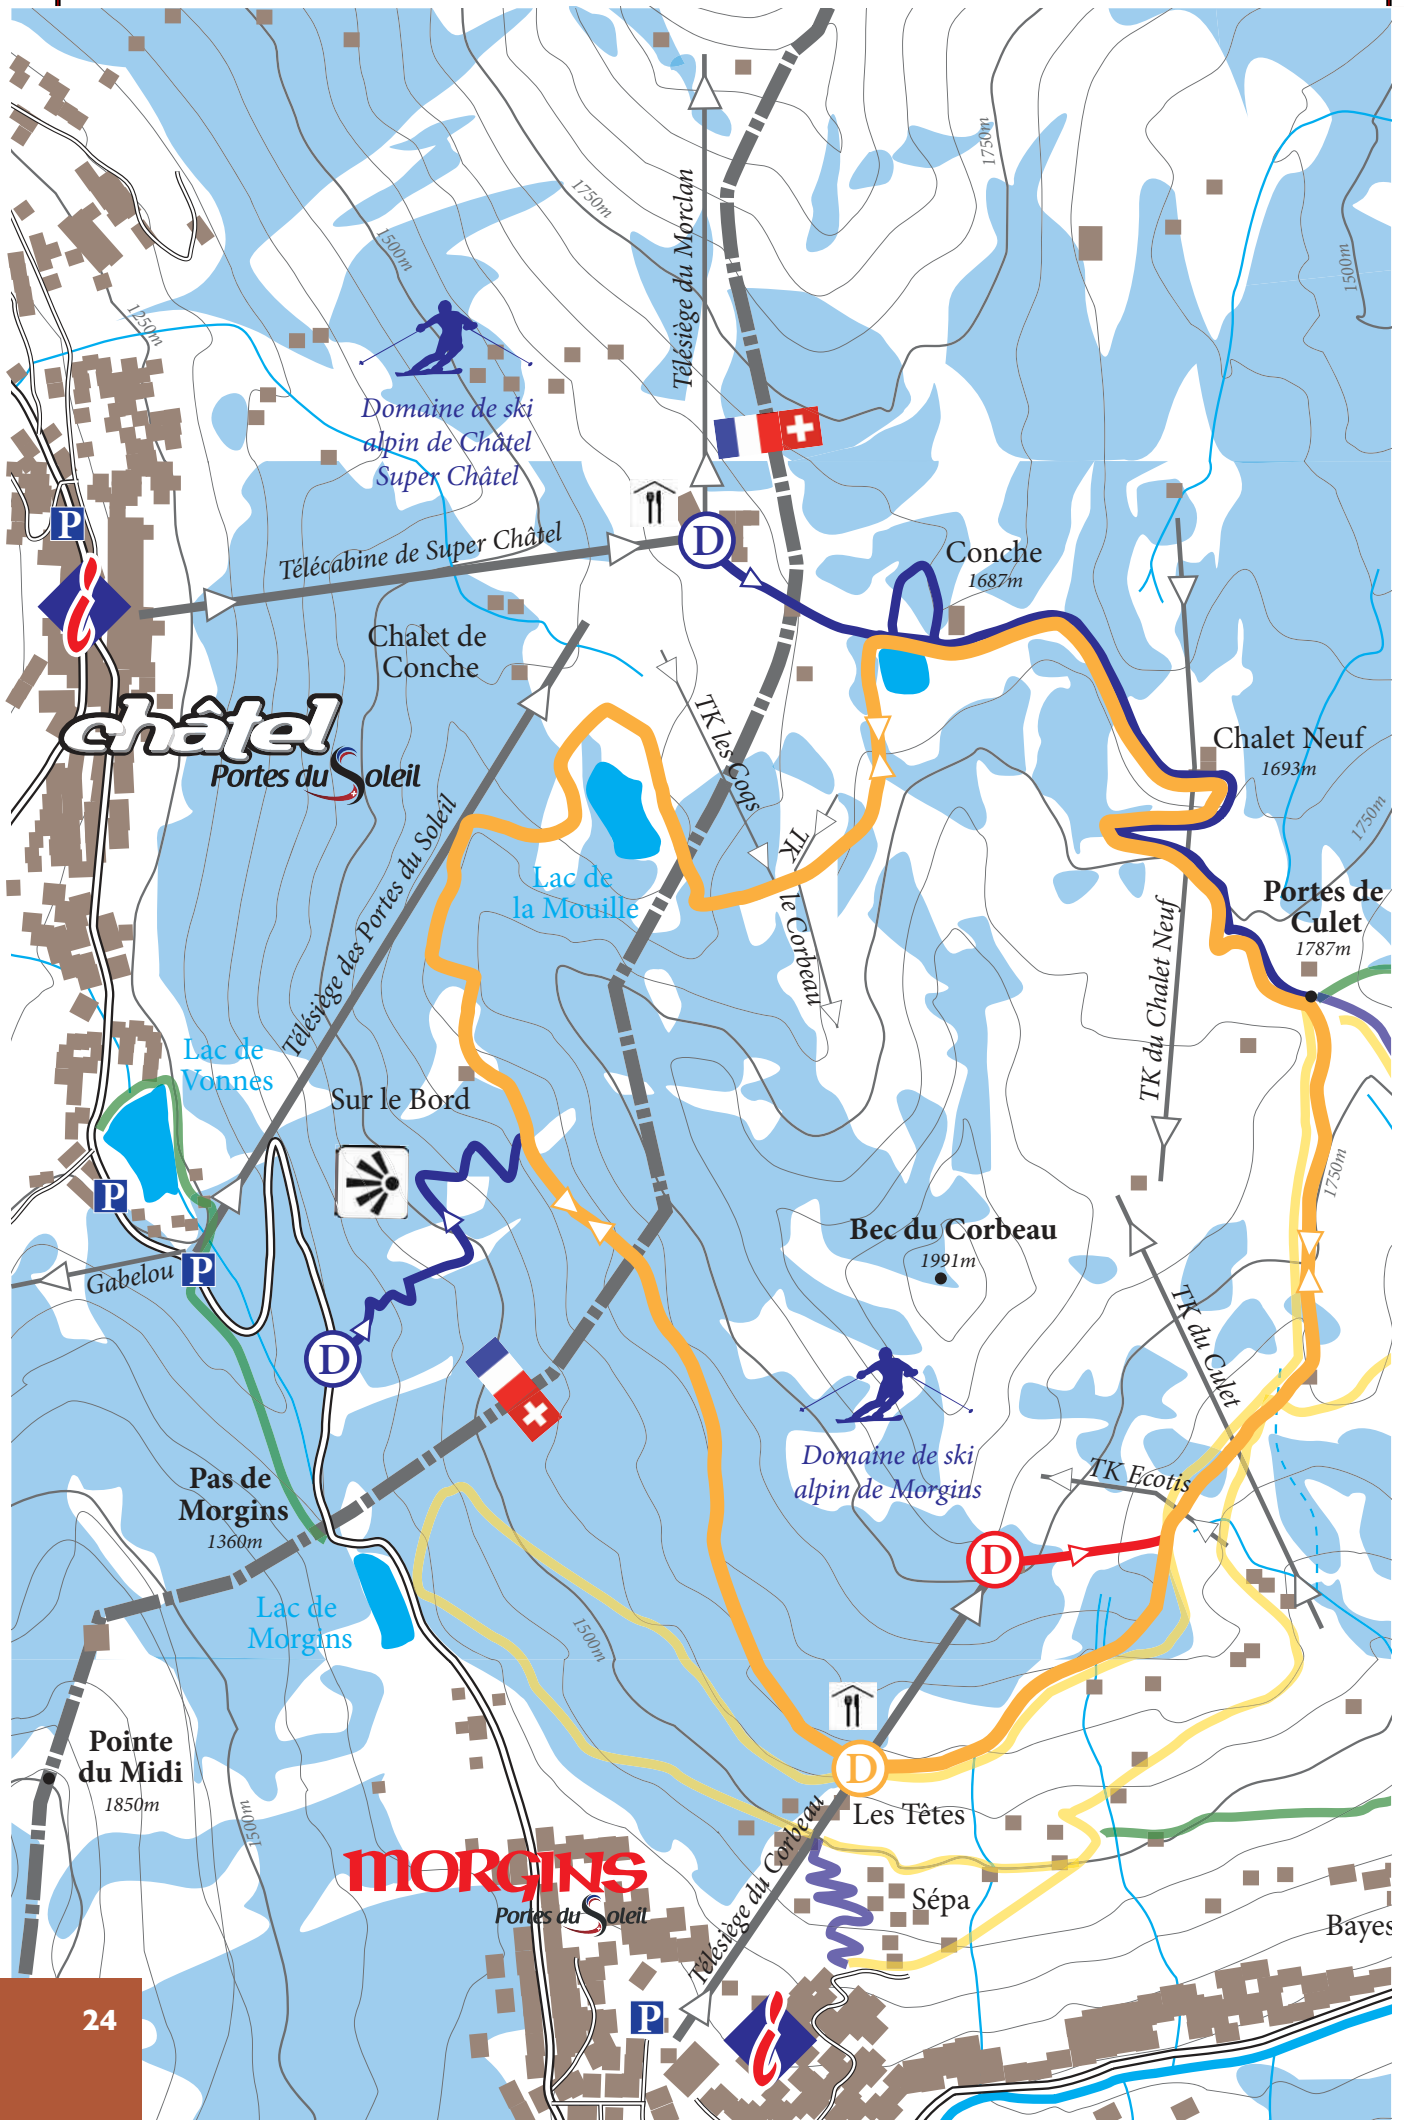 1750m
1750m
1500m
1500m
1250m
Télésiège du Morclan
Domaine de ski
alpin de Châtel
Super Châtel
P
Télécabine de Super Châtel
D
Conche
1687m
i
Chalet de
Conche
châtel
Portes du Soleil
TK les Coqs
Chalet Neuf
1693m
1750m
Télésiège des Portes du Soleil
TK
le Corbeau
Lac de
la Mouille
Portes de
Culet
1787m
TK du Chalet Neuf
Lac de
Vonnes
Sur le Bord
P
1750m
Bec du Corbeau
1991m
Gabelou
P
TK du Culet
D
Domaine de ski
alpin de Morgins
TK Ecotis
Pas de
Morgins
1360m
D
Lac de
Morgins
1500m
Pointe
du Midi
1850m
D
Les Têtes
1500m
Télésiège du Corbeau
MORGINS
Portes du Soleil
Sépa
Bayes
24
P
i